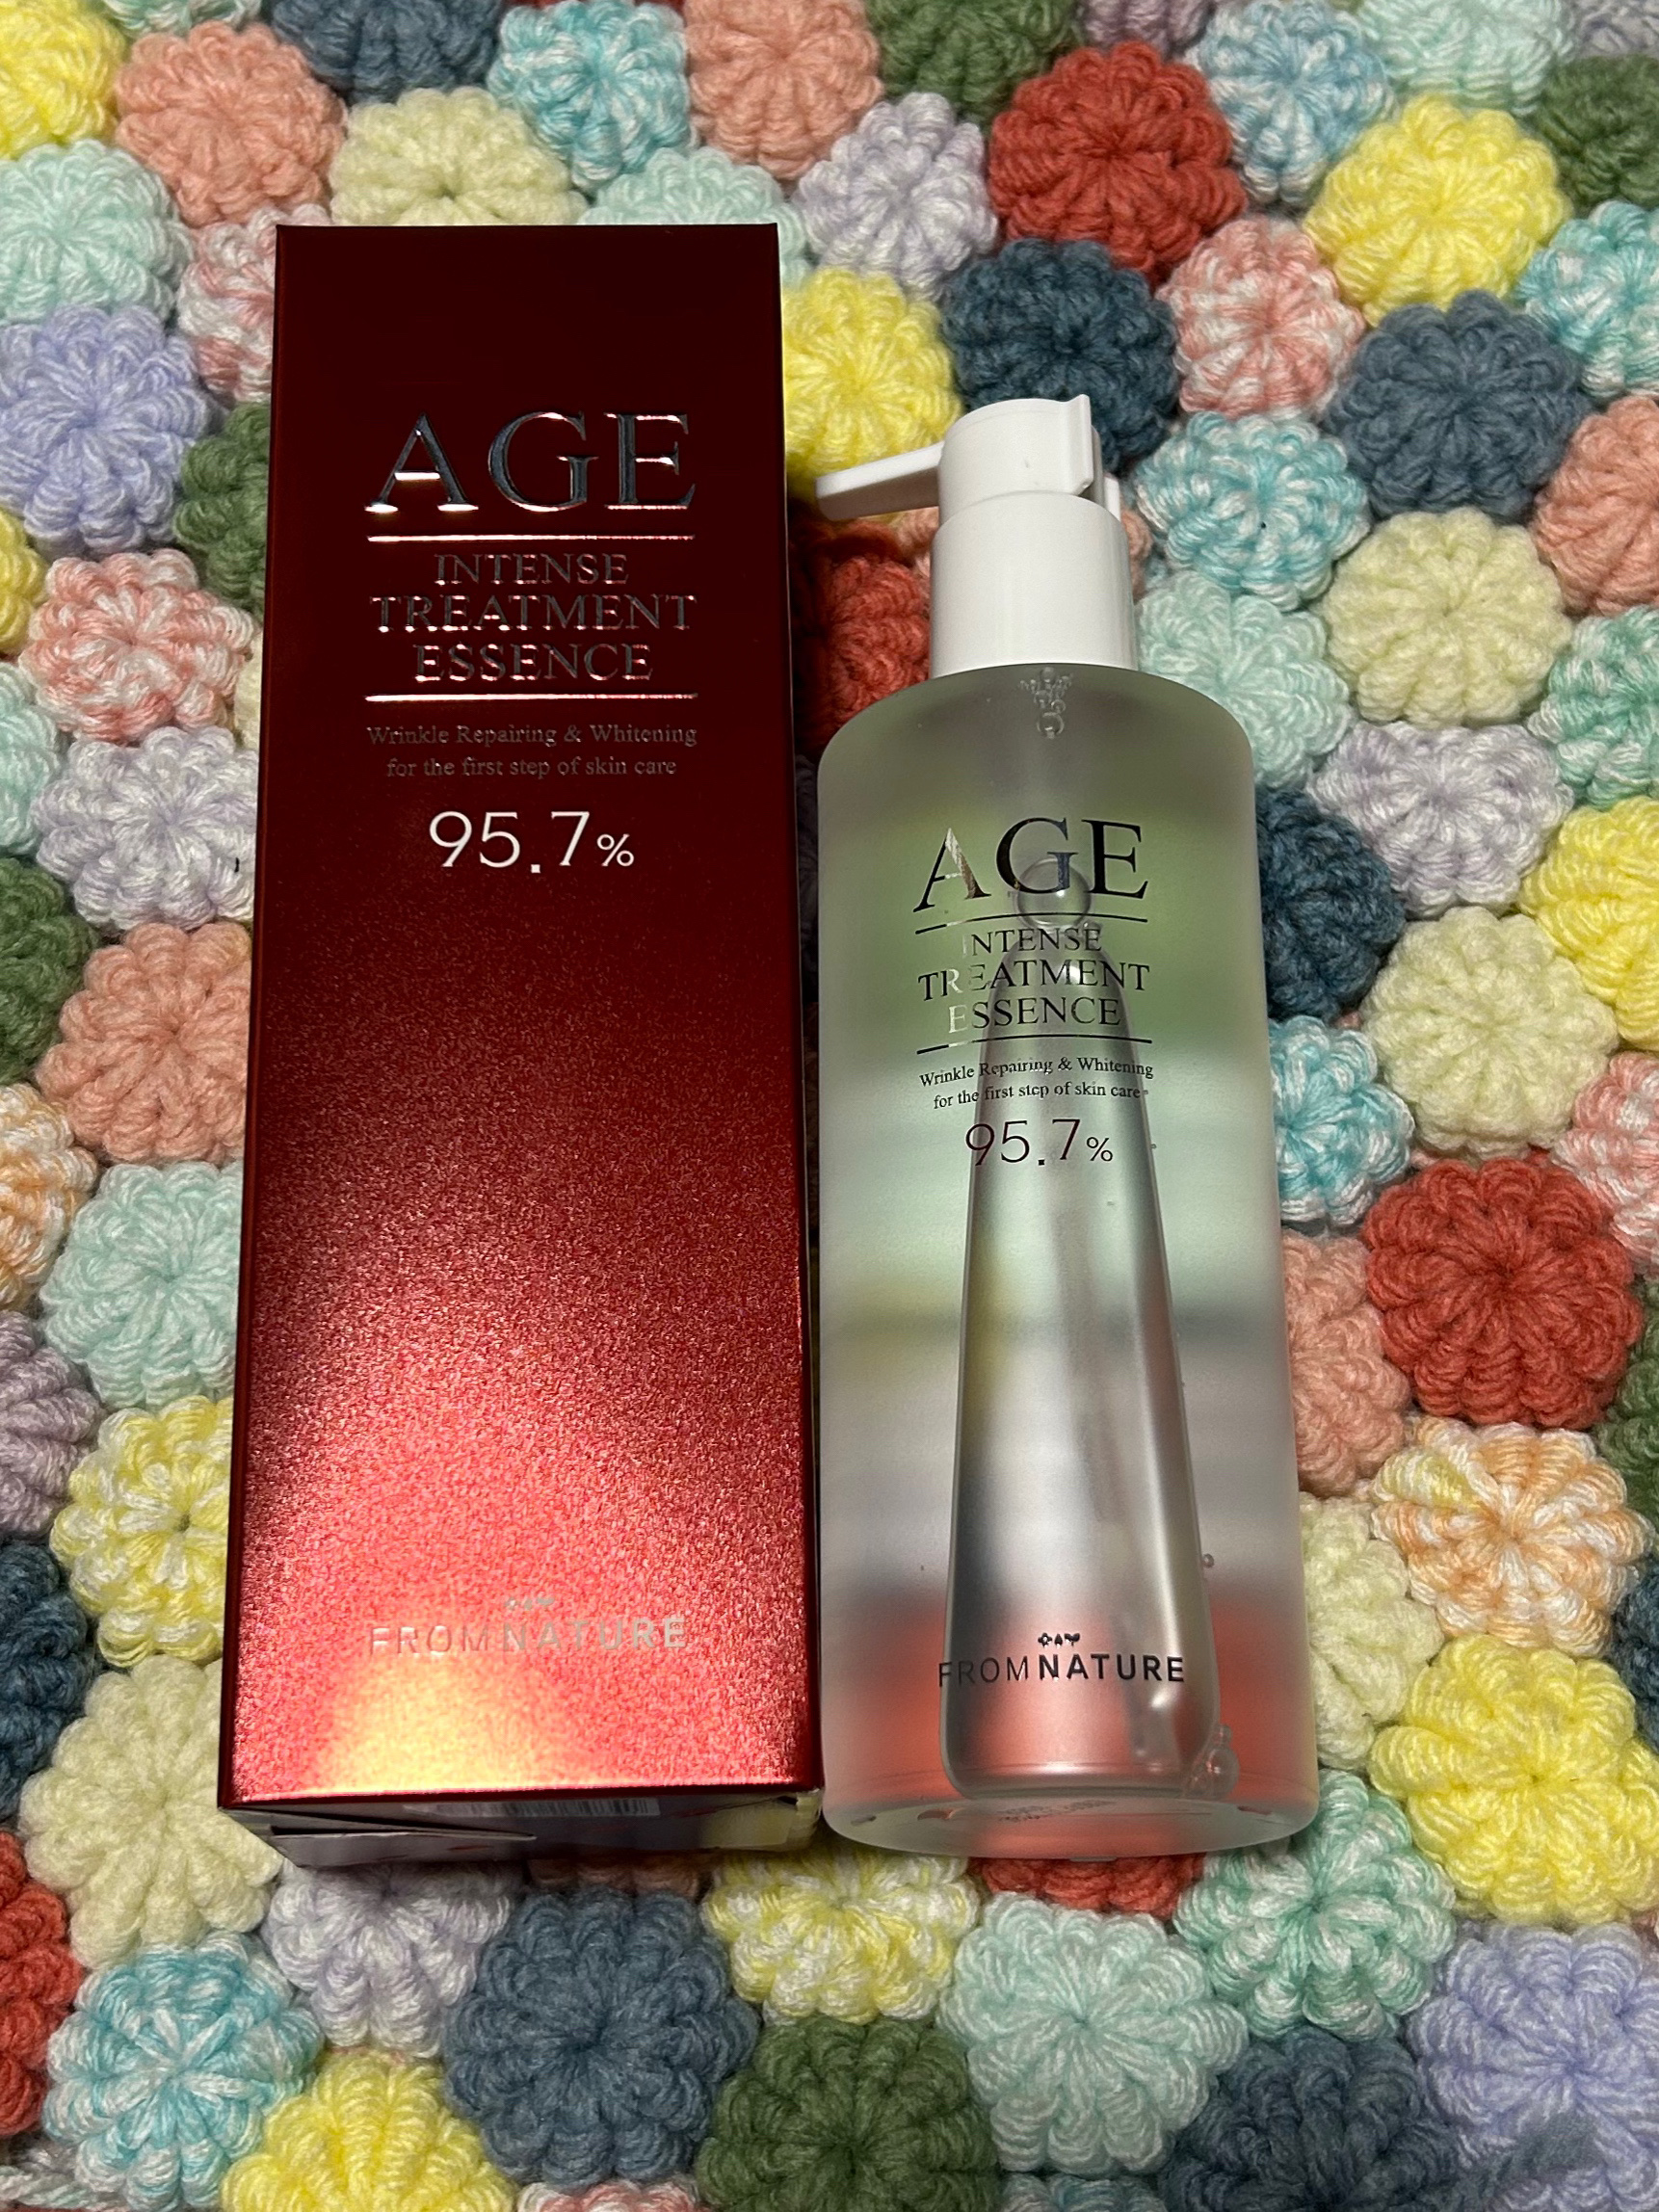 AGE
INTENSE
TREATMENT
ESSENCE
Wrinkle Repairing & Whitening
for the first step of skin care
95.7%
FROMNATURE
AGE
INTENSE
TREATMENT
ESSENCE
Wrinkle Repairing & Whitening
for the first step of skin care
95.7%
FROMNATURE